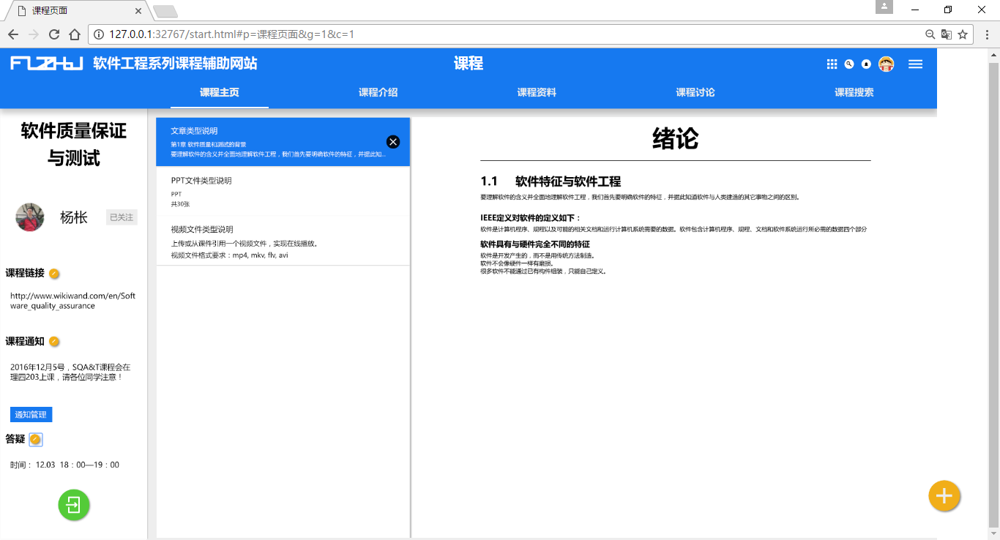 课程页面
127.0.0.1:32767/start.html#p=课程页面&g=1&c=1
软件工程系列课程辅助网站
课程
课程主页
课程介绍
课程资料
课程讨论
课程搜索
软件质量保证
与测试
杨枨
已关注
课程链接
http://www.wikiwand.com/en/Soft
ware_quality_assurance
课程通知
2016年12月5号，SQA&T课程会在
理四203上课，请各位同学注意！
通知管理
答疑
时间： 12.03 18：00—19：00
文章类型说明
第1章 软件质量和测试的背景
要理解软件的含义并全面地理解软件工程，我们首先要明确软件的特征，并据此知...
PPT文件类型说明
PPT
共30张
视频文件类型说明
上传或从课件引用一个视频文件，实现在线播放。
视频文件格式要求：mp4, mkv, flv, avi
绪论
1.1 软件特征与软件工程
要理解软件的含义并全面地理解软件工程，我们首先要明确软件的特征，并据此知道软件与人类建造的其它事物之间的区别。
IEEE定义对软件的定义如下：
软件是计算机程序、规程以及可能的相关文档和运行计算机系统需要的数据。软件包含计算机程序、规程、文档和软件系统运行所必需的数据四个部分
软件具有与硬件完全不同的特征
软件是开发产生的，而不是用传统方法制造。
软件不会像硬件一样有磨损。
很多软件不能通过已有构件组装，只能自己定义。